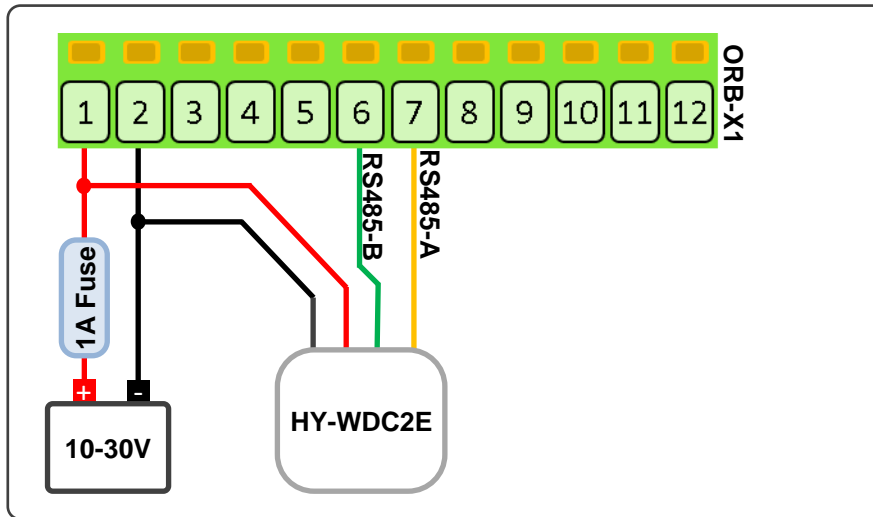 ORB-X1
1 2 3 4 5 6 7 8 9 10 11 12
RS485-B
RS485-A
1A Fuse
+ -
10-30V
HY-WDC2E